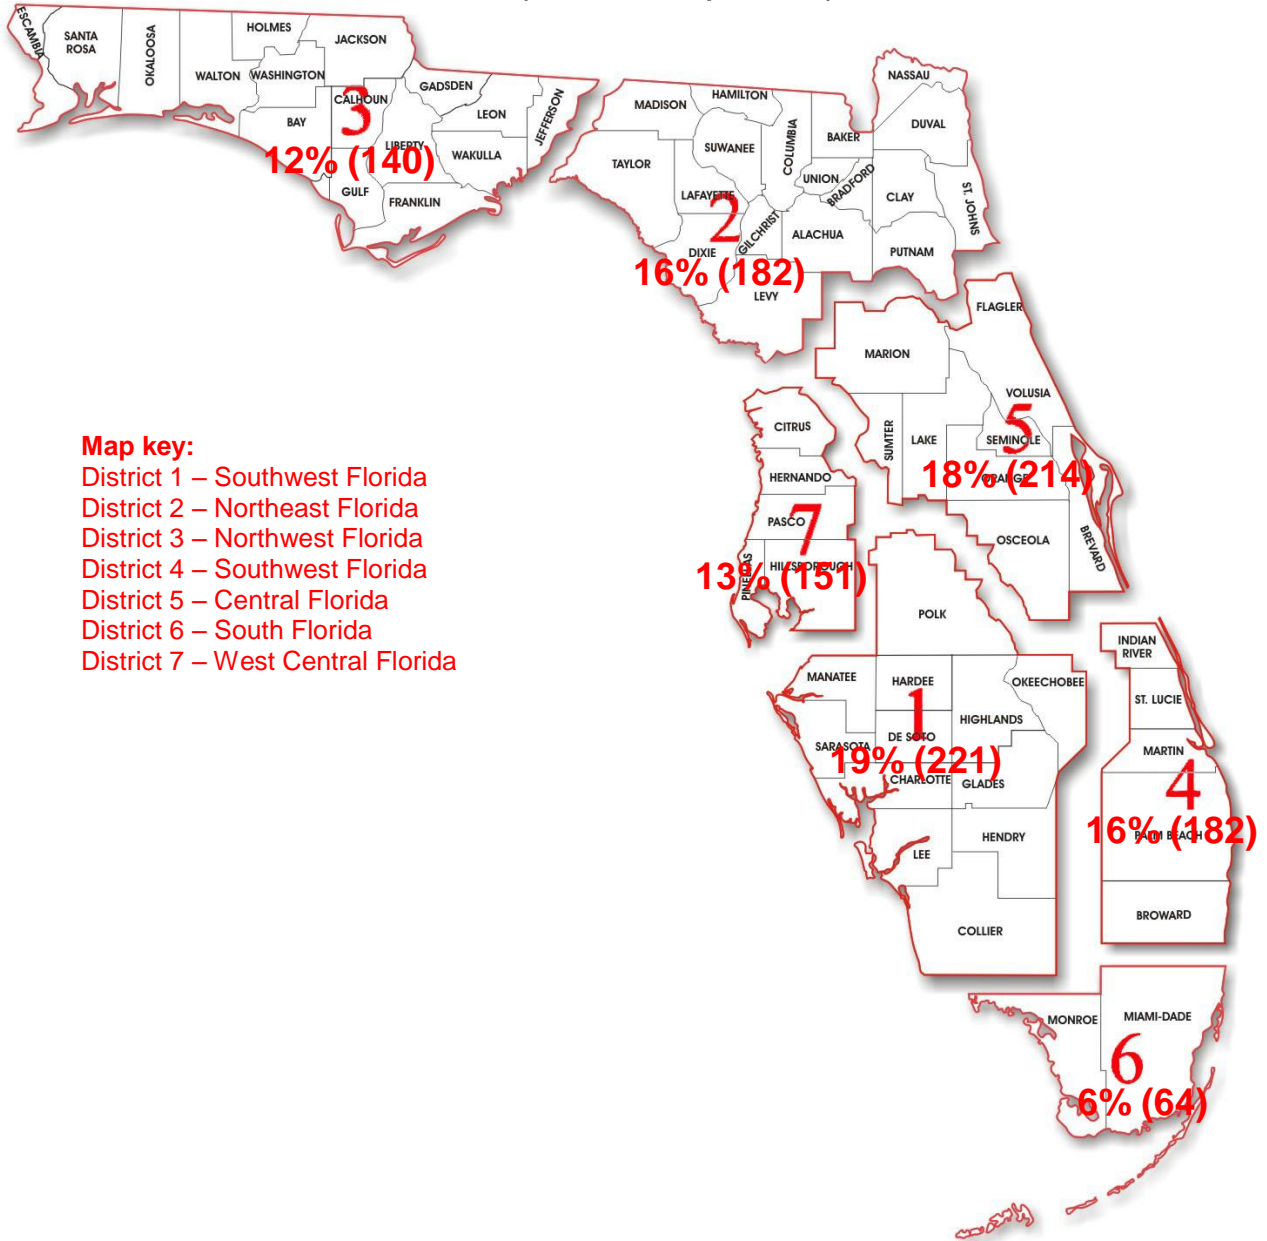 ESCAMBIA
SANTA
ROSA
OKALOOSA
WALTON
HOLMES
WASHINGTON
JACKSON
BAY
CALHOUN
3
12% (140)
GULF
LIBERTY
FRANKLIN
GADSDEN
LEON
WAKULLA
JEFFERSON
MADISON
HAMILTON
TAYLOR
SUWANEE
COLUMBIA
BAKER
NASSAU
DUVAL
LAFAYETTE
UNION
BRADFORD
CLAY
ST. JOHNS
2
DIXIE
GILCHRIST
ALACHUA
PUTNAM
16% (182)
LEVY
FLAGLER
MARION
VOLUSIA
5
SUMTER
LAKE
SEMINOLE
ORANGE
18% (214)
OSCEOLA
BREVARD
CITRUS
HERNANDO
PASCO
7
PINELLAS
HILLSBOROUGH
13% (151)
Map key:
District 1 – Southwest Florida
District 2 – Northeast Florida
District 3 – Northwest Florida
District 4 – Southwest Florida
District 5 – Central Florida
District 6 – South Florida
District 7 – West Central Florida
POLK
MANATEE
HARDEE
OKEECHOBEE
1
HIGHLANDS
SARASOTA
DE SOTO
19% (221)
CHARLOTTE
GLADES
LEE
HENDRY
COLLIER
INDIAN
RIVER
ST. LUCIE
MARTIN
4
16% (182)
PALM BEACH
BROWARD
MONROE
MIAMI-DADE
6
6% (64)